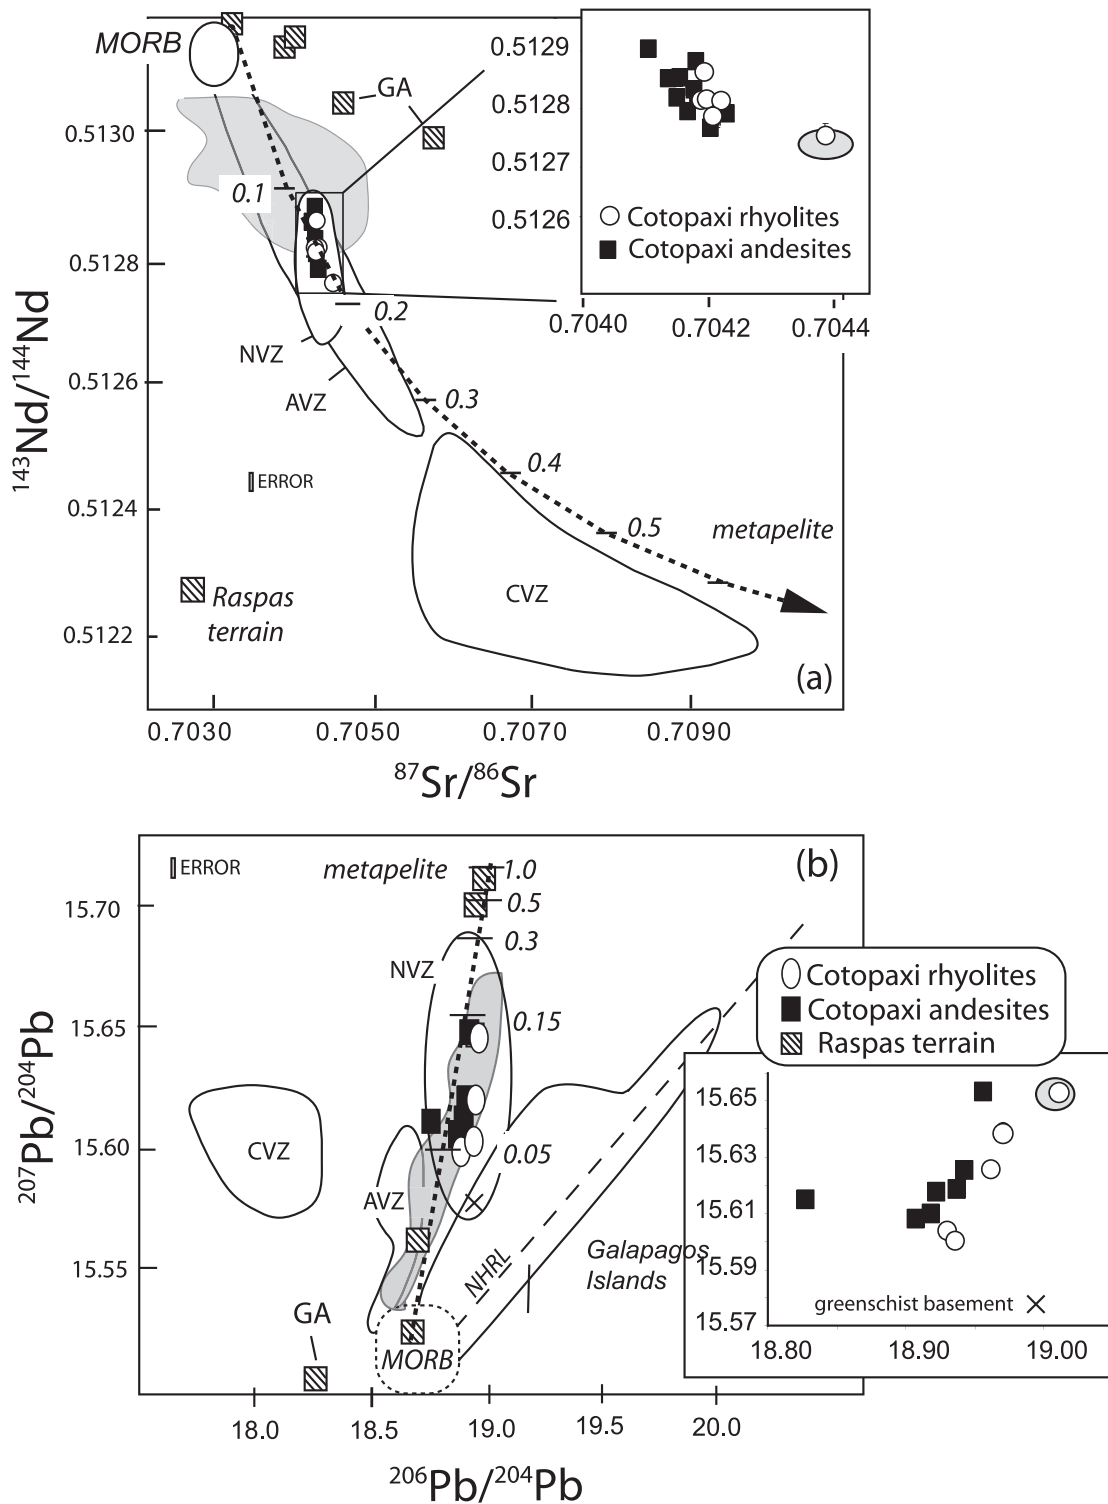 MORB
GA
0.5130
0.5128
0.5126
0.5124
0.5122
0.1
0.2
0.3
0.4
0.5
NVZ
AVZ
CVZ
ERROR
metapelite
Raspas
terrain
(a)
0.5129
0.5128
0.5127
0.5126
Cotopaxi rhyolites
Cotopaxi andesites
0.7040
0.7042
0.7044
143Nd/144Nd
0.7030
0.7050
0.7070
0.7090
87Sr/86Sr
ERROR
metapelite
1.0
0.5
0.3
0.15
0.05
(b)
15.70
15.65
15.60
15.55
207Pb/204Pb
NVZ
CVZ
AVZ
GA
MORB
NHRL
Galapagos
Islands
Cotopaxi rhyolites
Cotopaxi andesites
Raspas terrain
15.65
15.63
15.61
15.59
15.57
greenschist basement
18.80
18.90
19.00
18.0
18.5
19.0
19.5
20.0
206Pb/204Pb